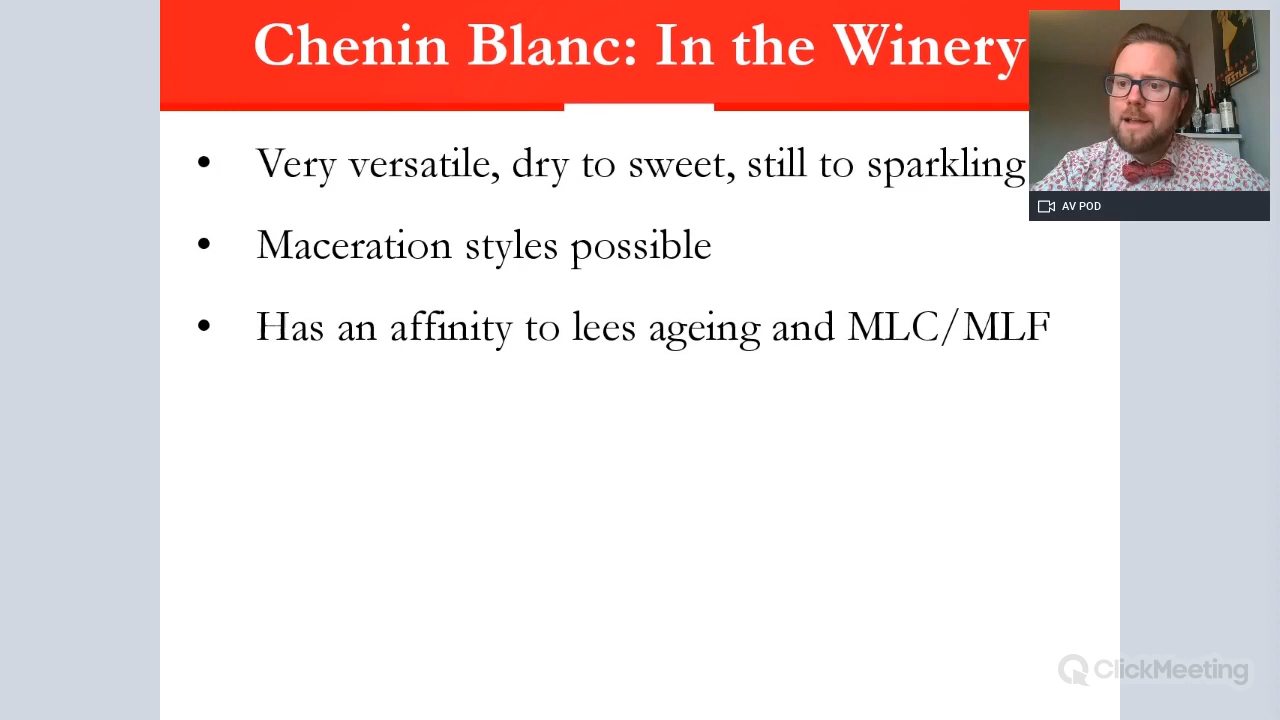 Chenin Blanc: In the Winery
• Very versatile, dry to sweet, still to sparkling
• Maceration styles possible
• Has an affinity to lees ageing and MLC/MLF
AV POD
ClickMeeting